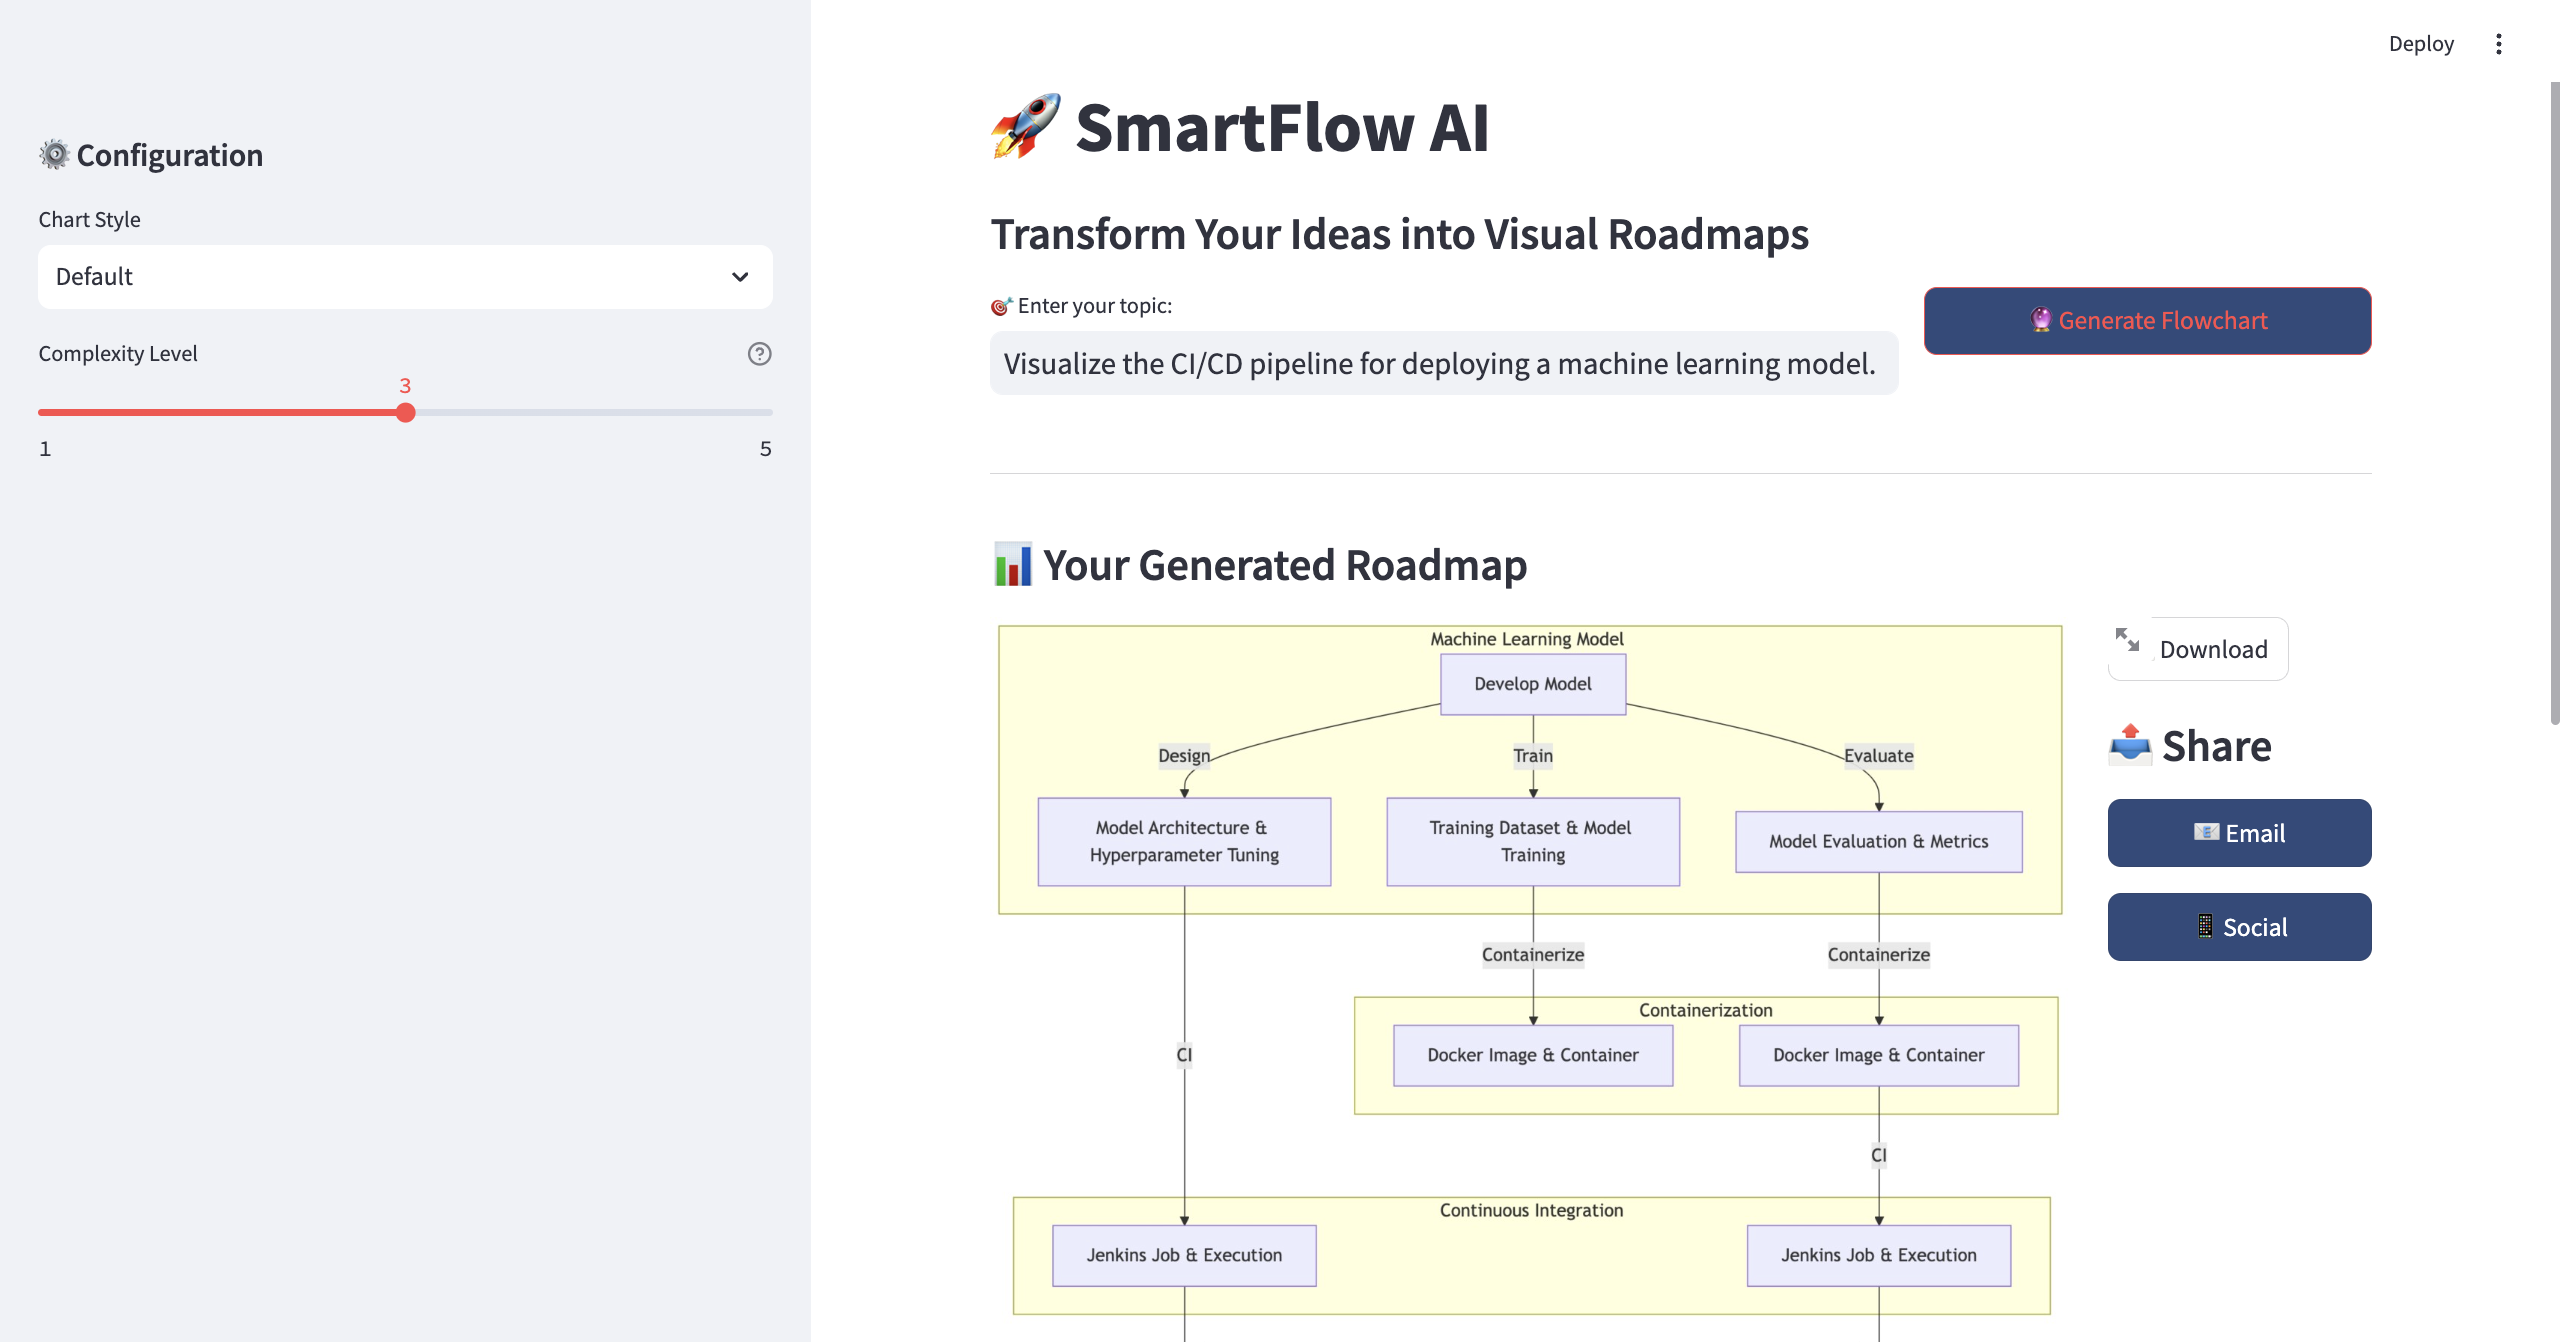 Deploy
⚙️ Configuration
Chart Style
Default
Complexity Level
3
1
5
🚀 SmartFlow AI
Transform Your Ideas into Visual Roadmaps
🎯 Enter your topic:
Visualize the CI/CD pipeline for deploying a machine learning model.
🔮 Generate Flowchart
📊 Your Generated Roadmap
Machine Learning Model
Develop Model
Design
Train
Evaluate
Model Architecture &
Hyperparameter Tuning
Training Dataset & Model
Training
Model Evaluation & Metrics
Containerize
Containerize
Containerization
Docker Image & Container
Docker Image & Container
CI
CI
Continuous Integration
Jenkins Job & Execution
Jenkins Job & Execution
Download
📤 Share
📧 Email
📱 Social